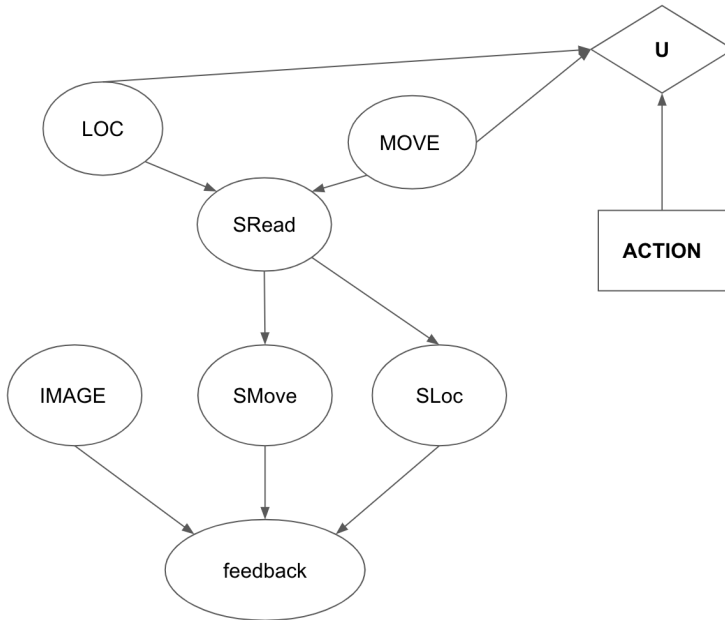 U
LOC
MOVE
SRead
ACTION
IMAGE
SMove
SLoc
feedback